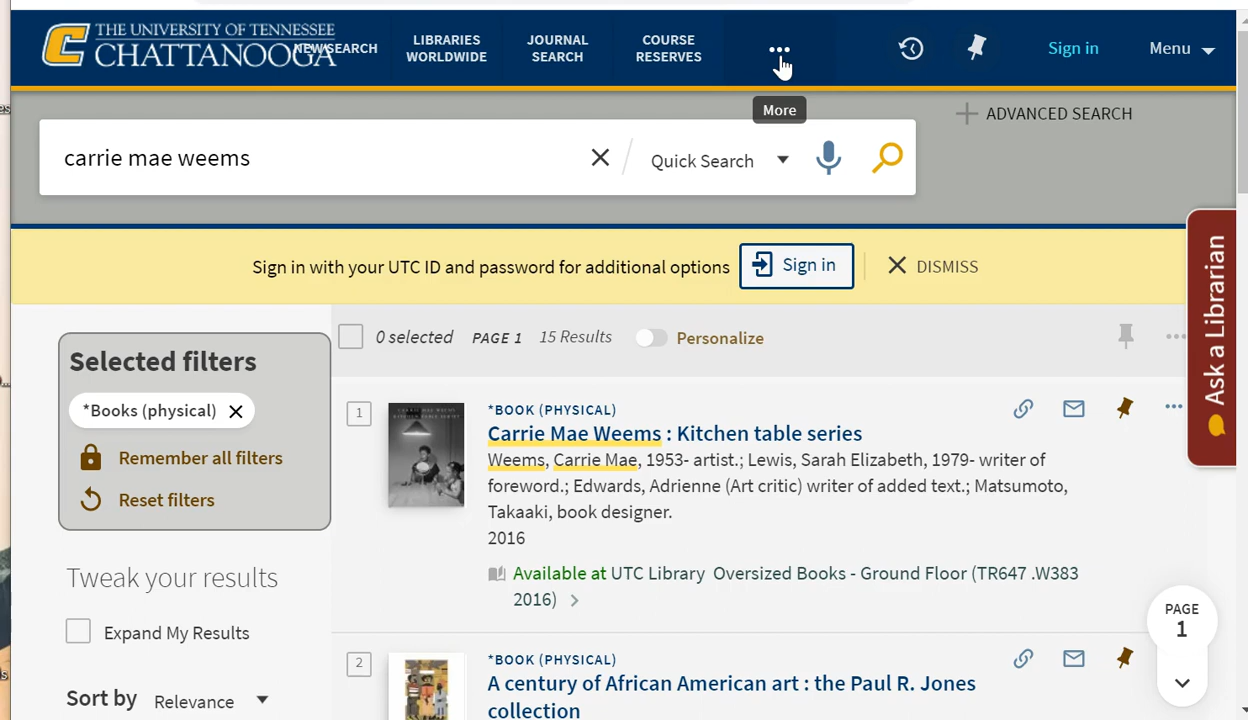 THE UNIVERSITY OF TENNESSEE
CHATTANOOGA
NEW SEARCH
LIBRARIES
WORLDWIDE
JOURNAL
SEARCH
COURSE
RESERVES
Sign in
Menu
More
carrie mae weems
Quick Search
ADVANCED SEARCH
Sign in with your UTC ID and password for additional options
Sign in
DISMISS
Ask a Librarian
Selected filters
*Books (physical)
Remember all filters
Reset filters
Tweak your results
Expand My Results
Sort by Relevance
0 selected PAGE 1 15 Results Personalize
1
*BOOK (PHYSICAL)
Carrie Mae Weems : Kitchen table series
Weems, Carrie Mae, 1953- artist.; Lewis, Sarah Elizabeth, 1979- writer of
foreword.; Edwards, Adrienne (Art critic) writer of added text.; Matsumoto,
Takaaki, book designer.
2016
Available at UTC Library Oversized Books - Ground Floor (TR647 .W383
2016)
2
*BOOK (PHYSICAL)
A century of African American art : the Paul R. Jones
collection
PAGE
1